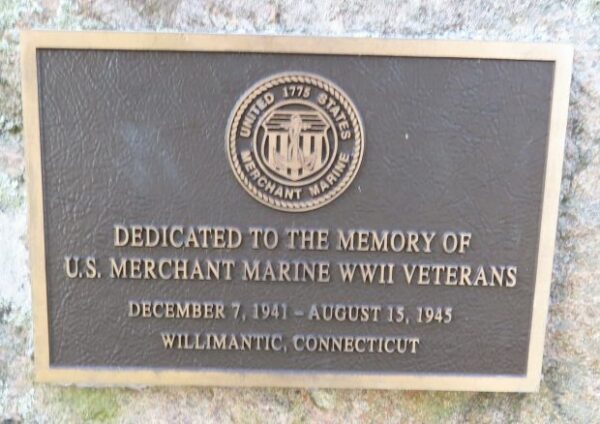 UNITED 1775 STATES
MERCHANT MARINE
DEDICATED TO THE MEMORY OF
U.S. MERCHANT MARINE WWII VETERANS
DECEMBER 7, 1941 – AUGUST 15, 1945
WILLIMANTIC, CONNECTICUT